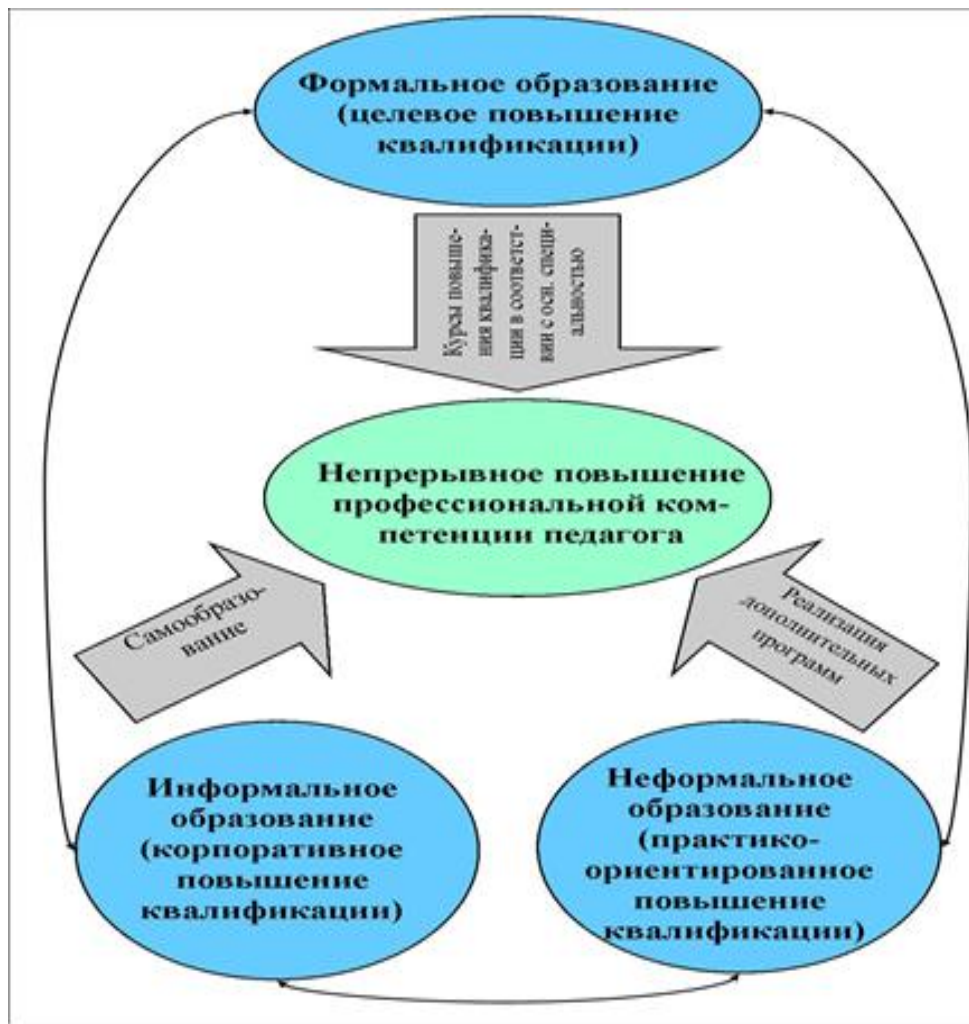 Формальное образование
(целевое повышение
квалификации)
Курсы повыше-
ния квалифика-
ции в соответст-
вии с осн. специ-
альностью
Непрерывное повышение
профессиональной ком-
петенции педагога
Самообразо-
вание
Реализация
дополнительных
программ
Информальное
образование
(корпоративное
повышение
квалификации)
Неформальное
образование
(практико-
ориентированное
повышение
квалификации)